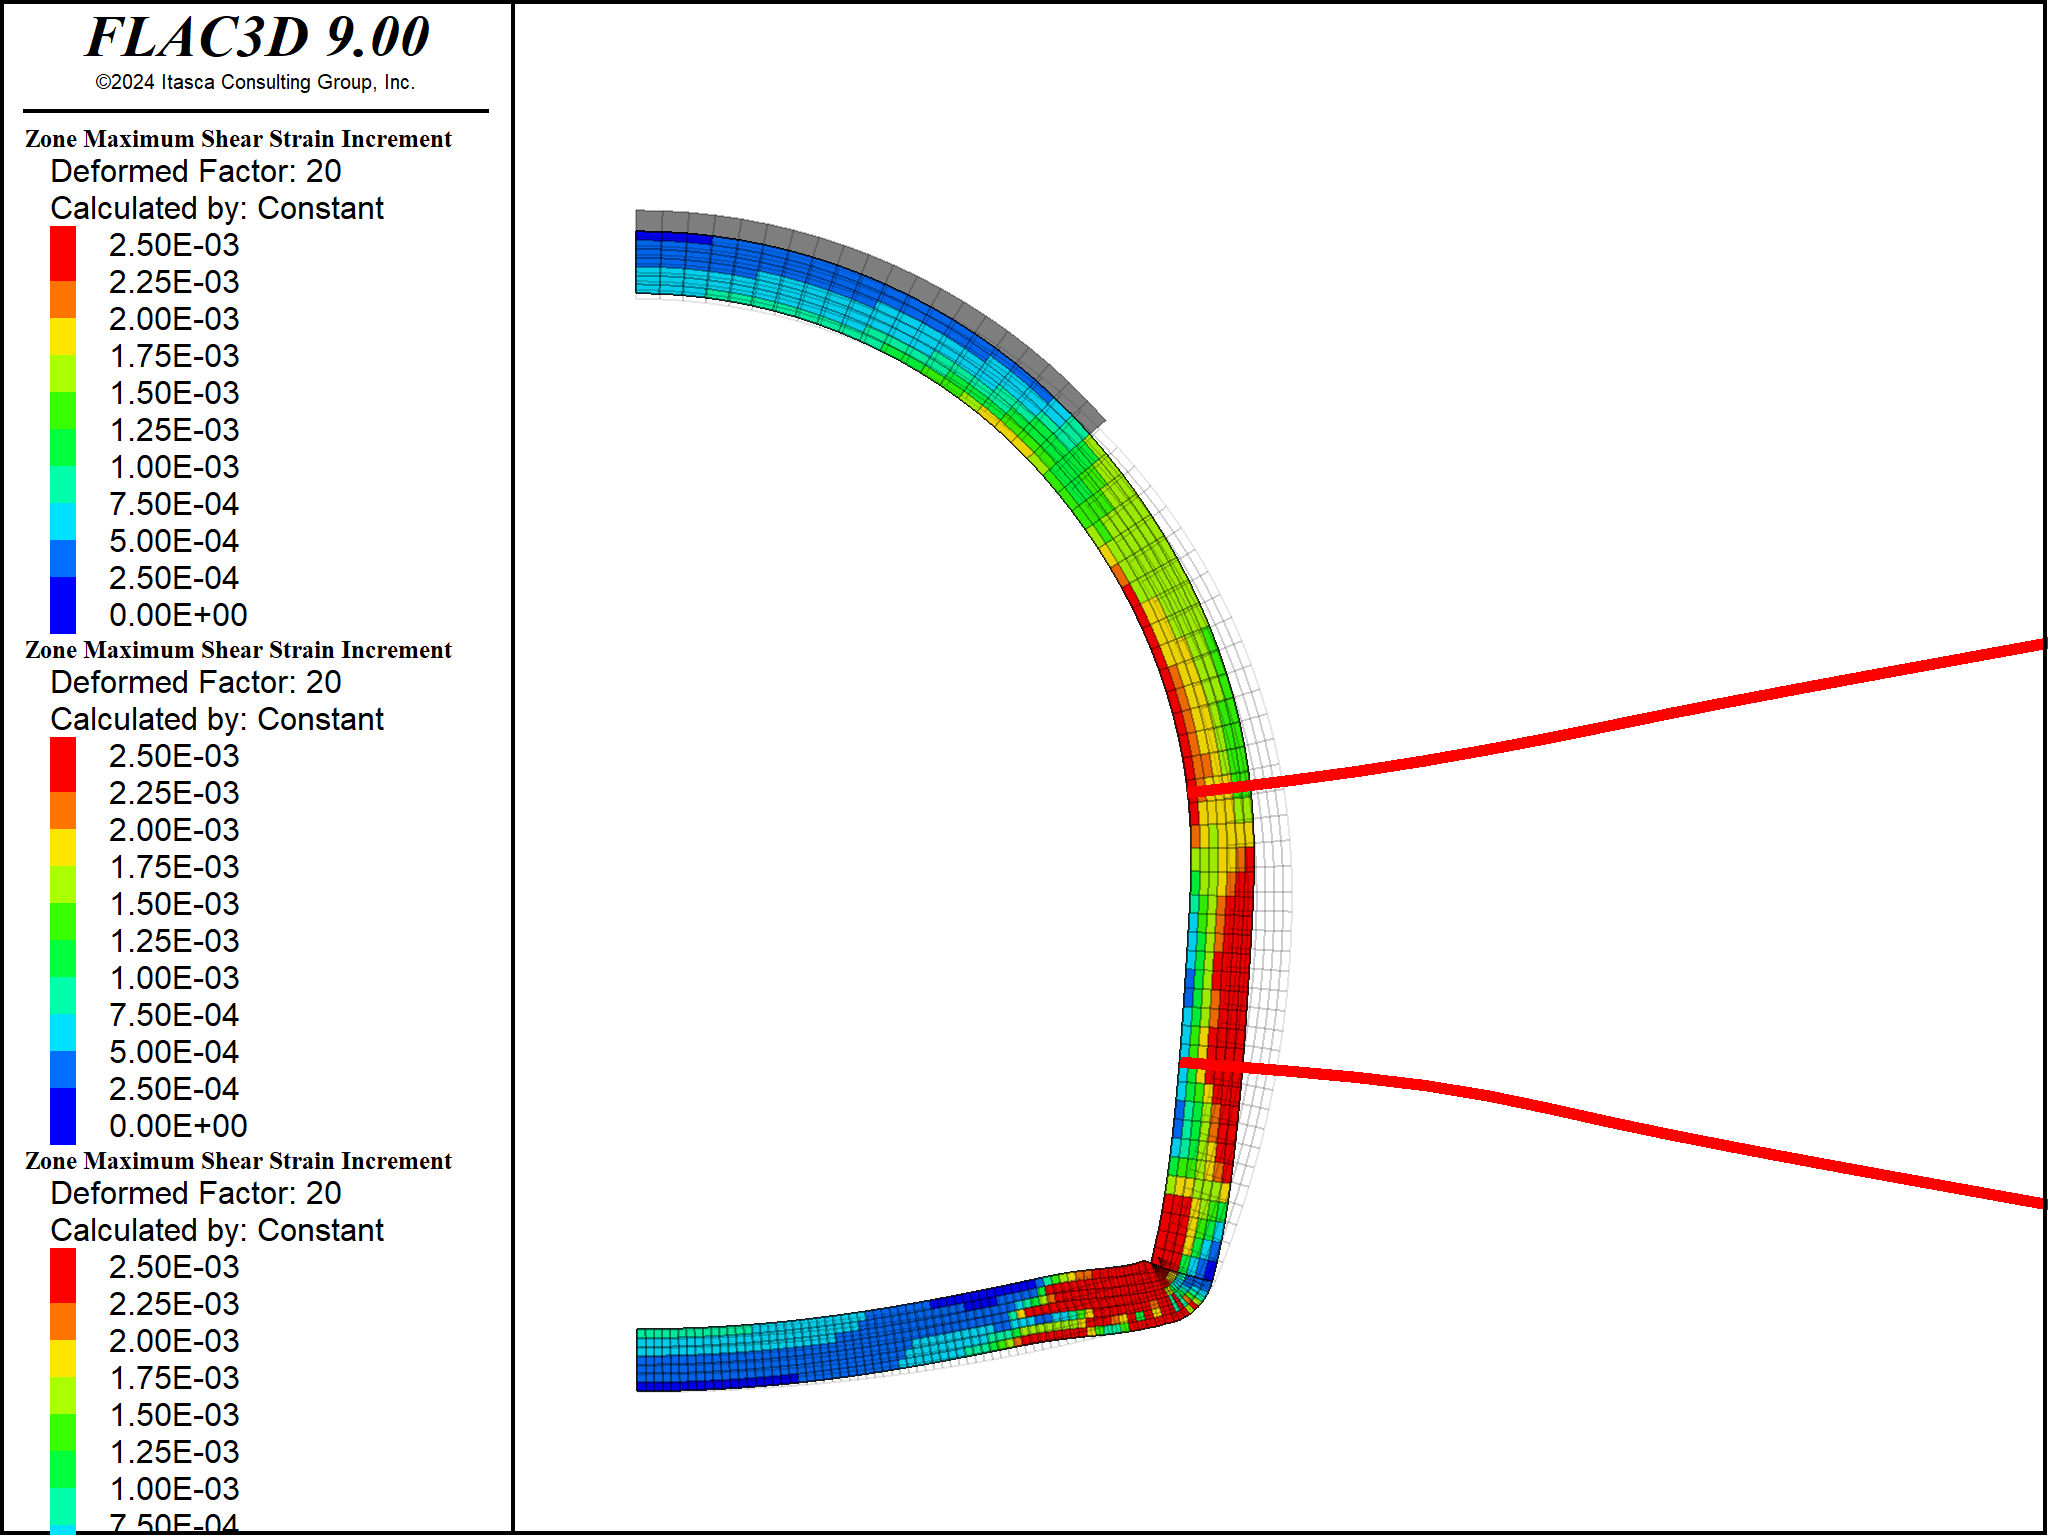 FLAC3D 9.00
©2024 Itasca Consulting Group, Inc.
Zone Maximum Shear Strain Increment
Deformed Factor: 20
Calculated by: Constant
2.50E-03
2.25E-03
2.00E-03
1.75E-03
1.50E-03
1.25E-03
1.00E-03
7.50E-04
5.00E-04
2.50E-04
0.00E+00
Zone Maximum Shear Strain Increment
Deformed Factor: 20
Calculated by: Constant
2.50E-03
2.25E-03
2.00E-03
1.75E-03
1.50E-03
1.25E-03
1.00E-03
7.50E-04
5.00E-04
2.50E-04
0.00E+00
Zone Maximum Shear Strain Increment
Deformed Factor: 20
Calculated by: Constant
2.50E-03
2.25E-03
2.00E-03
1.75E-03
1.50E-03
1.25E-03
1.00E-03
7.50E-04